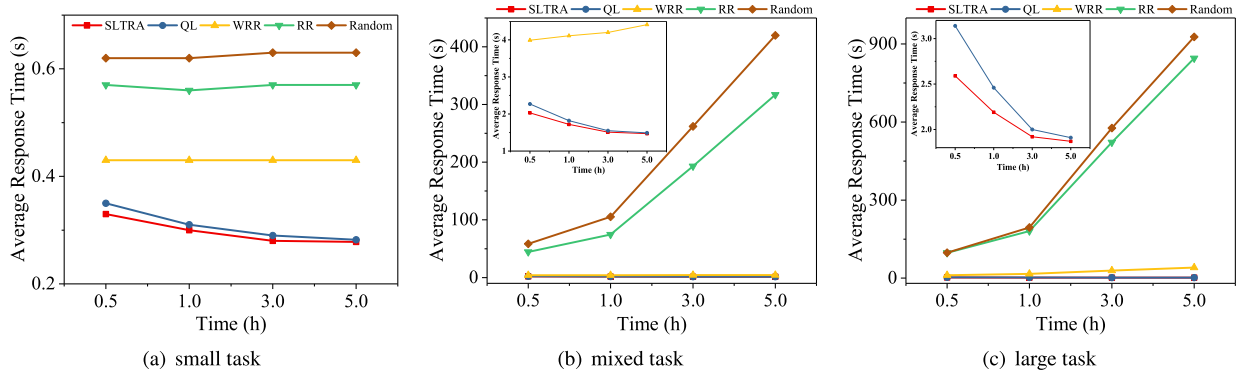 SLTRA QL WRR RR Random
Average Response Time (s)
0.6
0.4
0.2
0.5 1.0 3.0 5.0
Time (h)
(a) small task
SLTRA QL WRR RR Random
Average Response Time (s)
400
300
200
100
0
0.5 1.0 3.0 5.0
Time (h)
Average Response Time (s)
4
3
2
2
1
0.5 1.0 3.0 5.0
Time (h)
(b) mixed task
SLTRA QL WRR RR Random
Average Response Time (s)
900
600
300
0
0.5 1.0 3.0 5.0
Time (h)
Average Response Time (s)
3.0
2.5
2.0
0.5 1.0 3.0 5.0
Time (h)
(c) large task